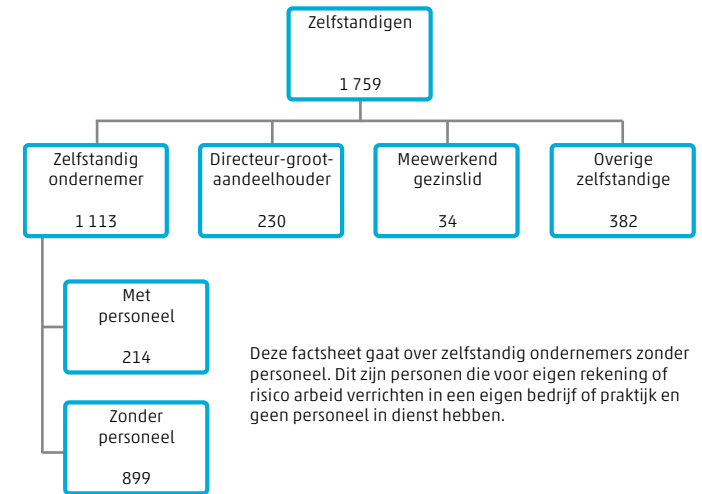 Zelfstandigen
1 759
Zelfstandig
ondernemer
1 113
Directeur-groot-
aandeelhouder
230
Meewerkend
gezinslid
34
Overige
zelfstandige
382
Met
personeel
214
Zonder
personeel
899
Deze factsheet gaat over zelfstandig ondernemers zonder
personeel. Dit zijn personen die voor eigen rekening of
risico arbeid verrichten in een eigen bedrijf of praktijk en
geen personeel in dienst hebben.